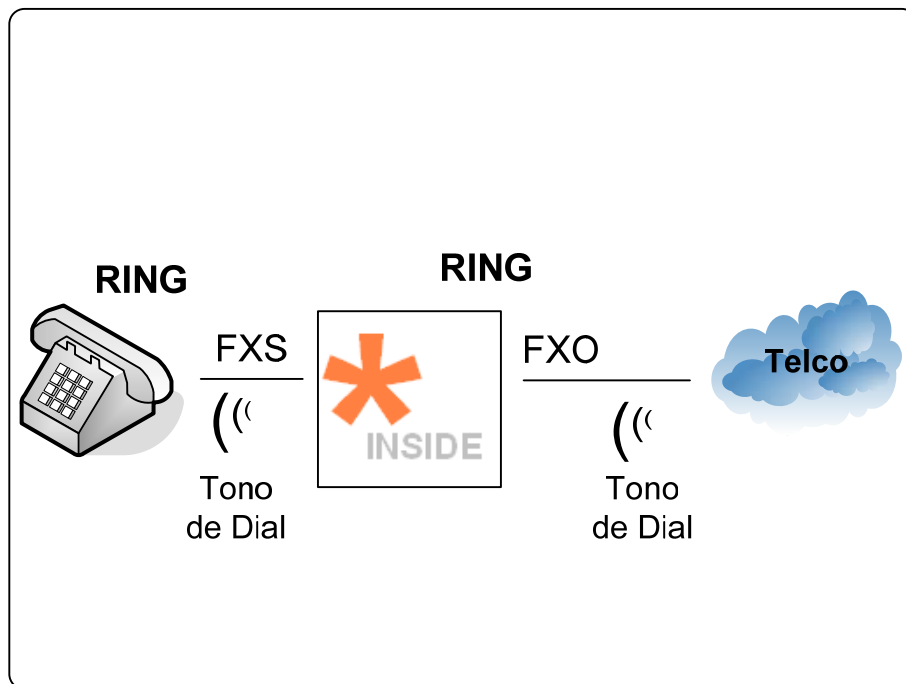 RING
RING
FXS
FXO
Telco
INSIDE
Tono
de Dial
Tono
de Dial